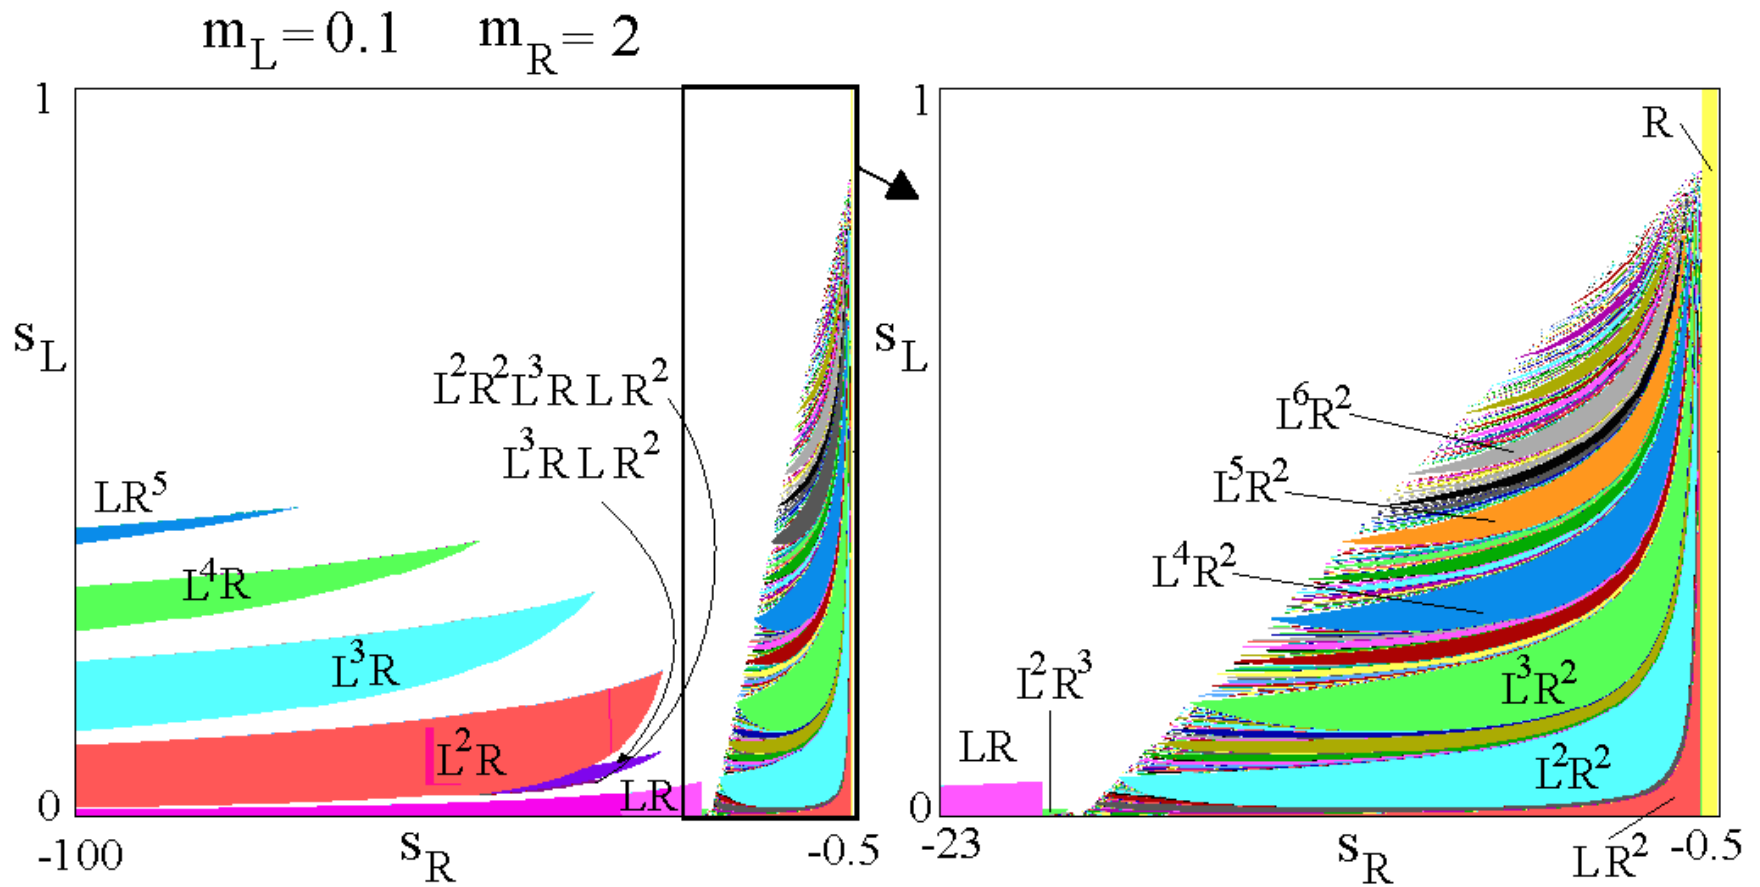 m_L = 0.1 m_R = 2
1
s_L
0
-100
s_R
-0.5
LR^5
L^4R
L^3R
L^2R
LR
L^2R^2L^3RLR^2
L^3RLR^2
1
s_L
0
-23
s_R
-0.5
R
L^6R^2
L^5R^2
L^4R^2
L^3R^2
L^2R^2
LR^2
L^2R^3
LR